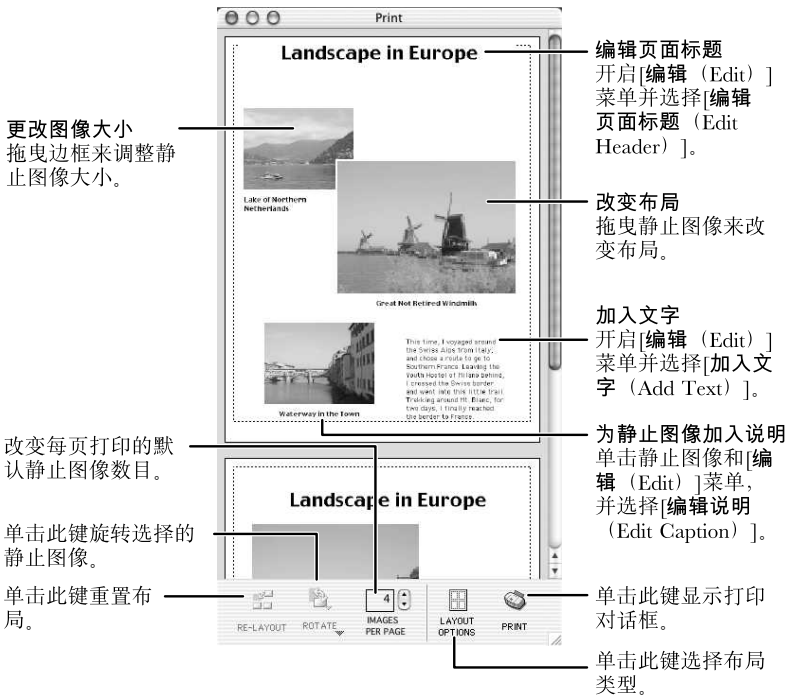 Print
Landscape in Europe
编辑页面标题
开启[编辑（Edit）]
菜单并选择[编辑
页面标题（Edit
Header）]。
更改图像大小
拖曳边框来调整静
止图像大小。
Lake of Northern
Netherlands
改变布局
拖曳静止图像来改
变布局。
Great Not Retired Windmills
加入文字
开启[编辑（Edit）]
菜单并选择[加入文
字（Add Text）]。
This time, I voyaged around
the Swiss Alps from Italy,
and chose a route to go to
Southern France. Leaving the
Youth Hostel of Milano behind,
I crossed the Swiss border
and went into this little trail.
Trekking around Mt. Blanc, for
two days, I finally reached
the border to France.
Waterway in the Town
为静止图像加入说明
单击静止图像和[编
辑（Edit）]菜单，
并选择[编辑说明
（Edit Caption）]。
改变每页打印的默
认静止图像数目。
Landscape in Europe
单击此键旋转选择的
静止图像。
单击此键重置布
局。
RE-LAYOUT
ROTATE
4
IMAGES
PER PAGE
LAYOUT
OPTIONS
PRINT
单击此键显示打印
对话框。
单击此键选择布局
类型。